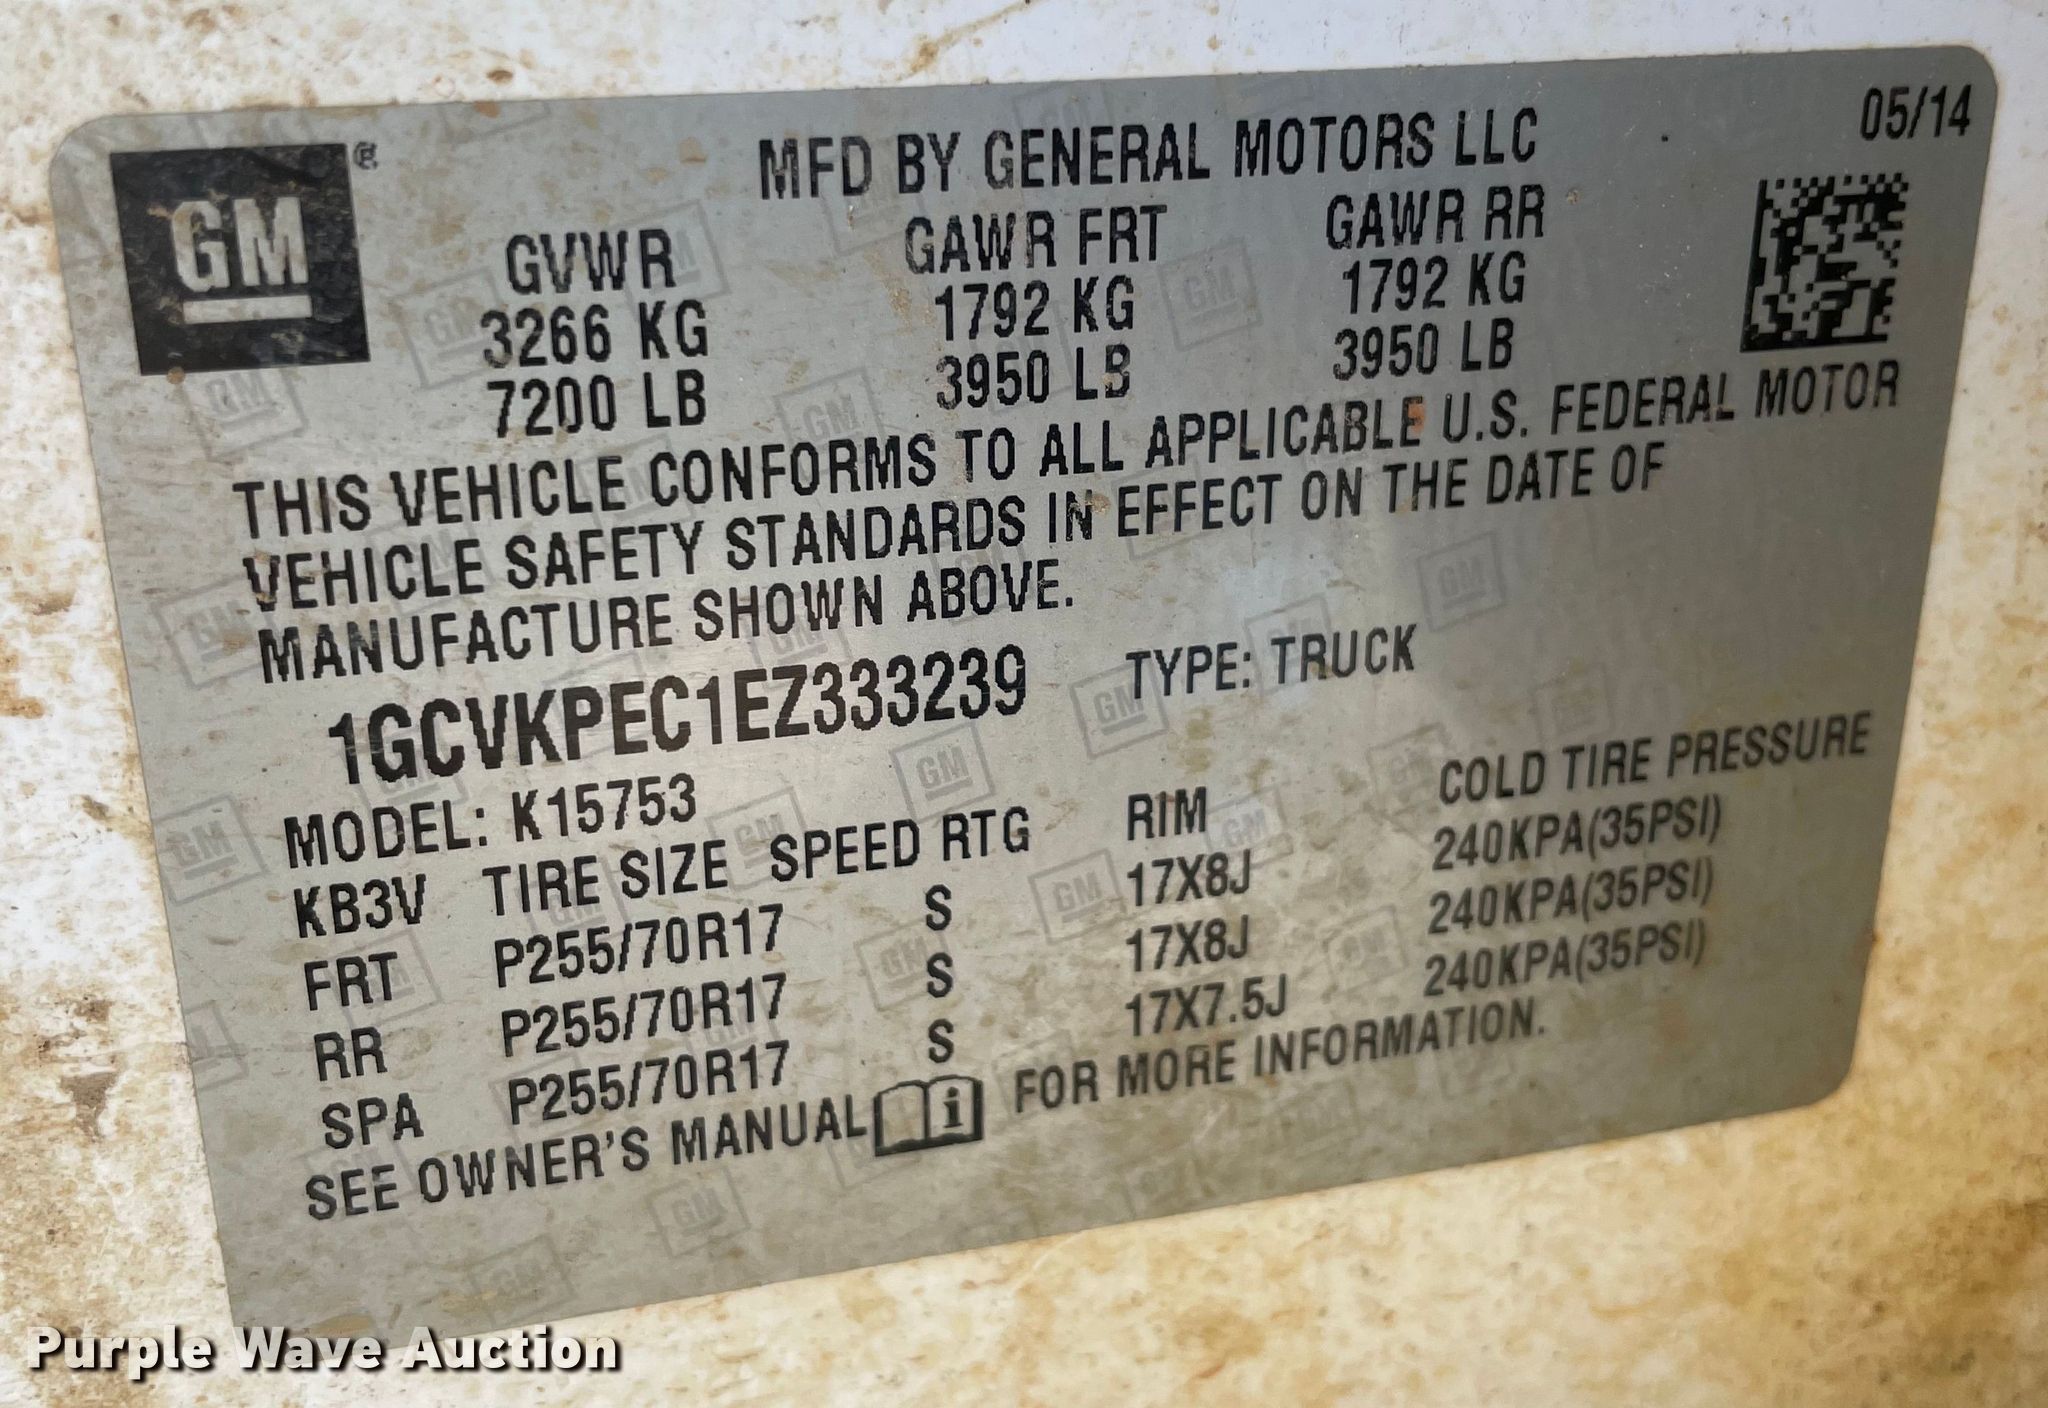 GM
MFD BY GENERAL MOTORS LLC 05/14
GVWR GAWR FRT GAWR RR
3266 KG 1792 KG 1792 KG
7200 LB 3950 LB 3950 LB
THIS VEHICLE CONFORMS TO ALL APPLICABLE U.S. FEDERAL MOTOR
VEHICLE SAFETY STANDARDS IN EFFECT ON THE DATE OF
MANUFACTURE SHOWN ABOVE.
1GCVKPEC1EZ333239 TYPE: TRUCK
MODEL: K15753
KB3V TIRE SIZE SPEED RTG RIM COLD TIRE PRESSURE
FRT P255/70R17 S 17X8J 240KPA(35PSI)
RR P255/70R17 S 17X8J 240KPA(35PSI)
SPA P255/70R17 S 17X7.5J 240KPA(35PSI)
SEE OWNER'S MANUAL i FOR MORE INFORMATION.
Purple Wave Auction